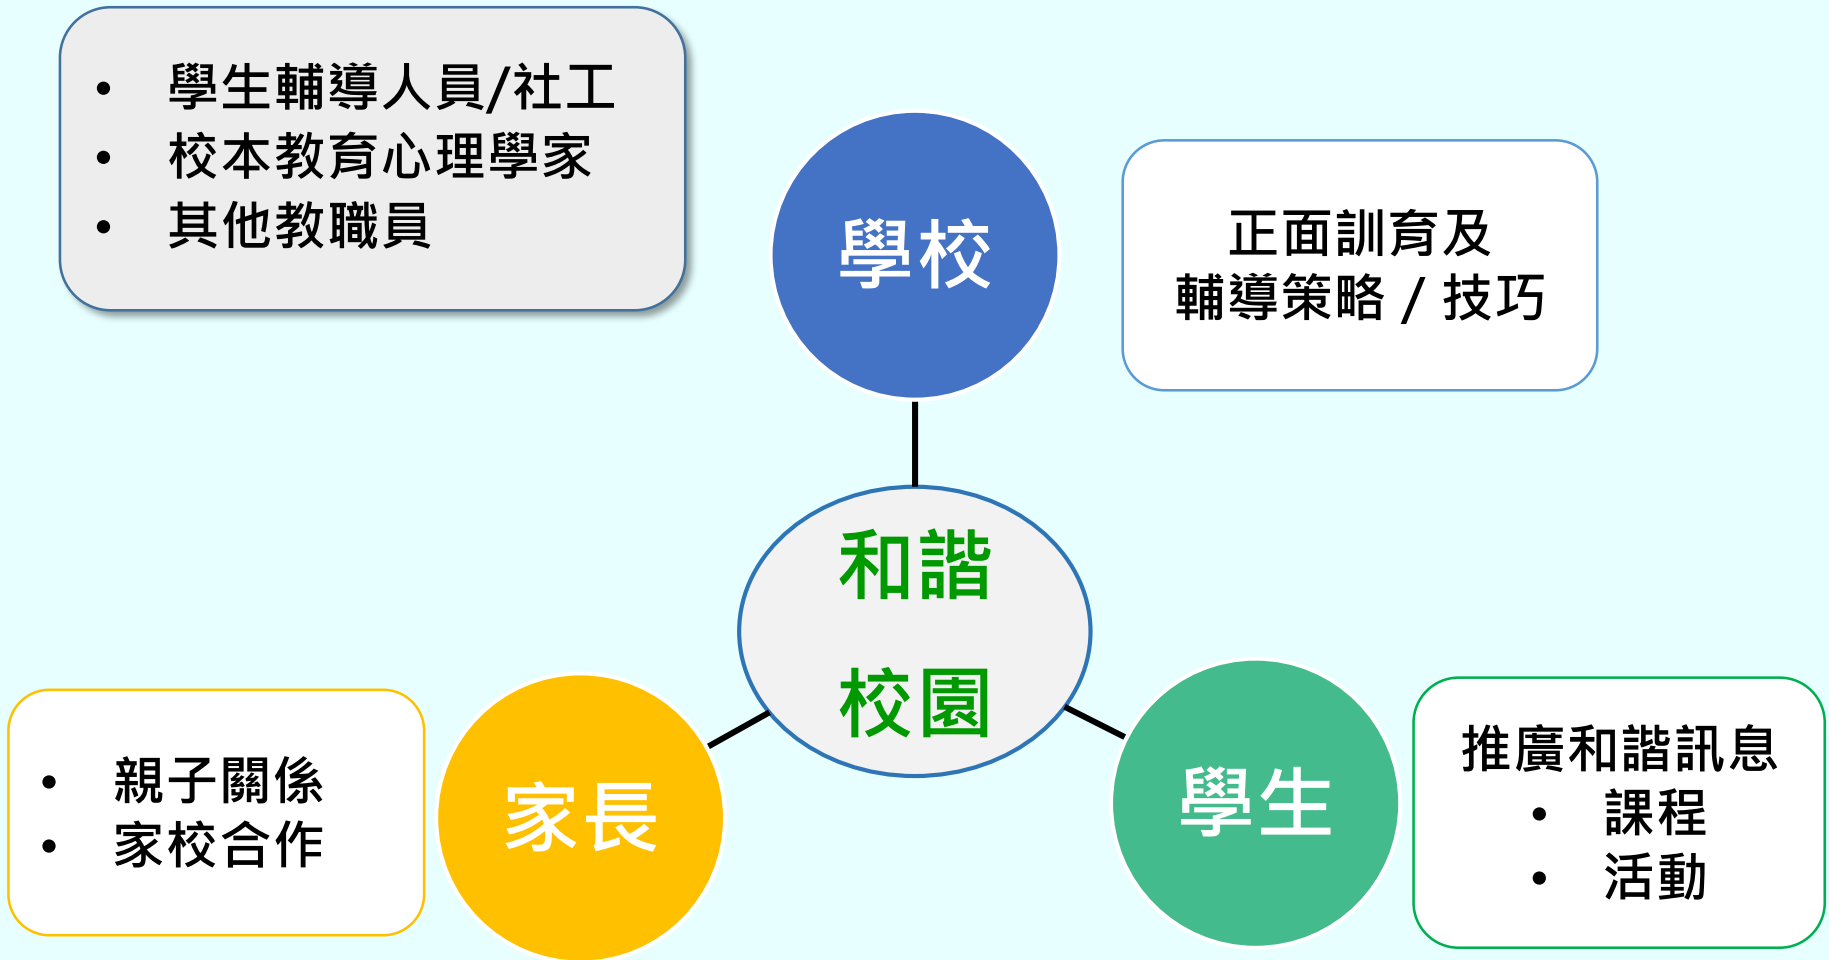 • 學生輔導人員/社工
• 校本教育心理學家
• 其他教職員
學校
正面訓育及
輔導策略 / 技巧
和諧
校園
• 親子關係
• 家校合作
家長
學生
推廣和諧訊息
• 課程
• 活動